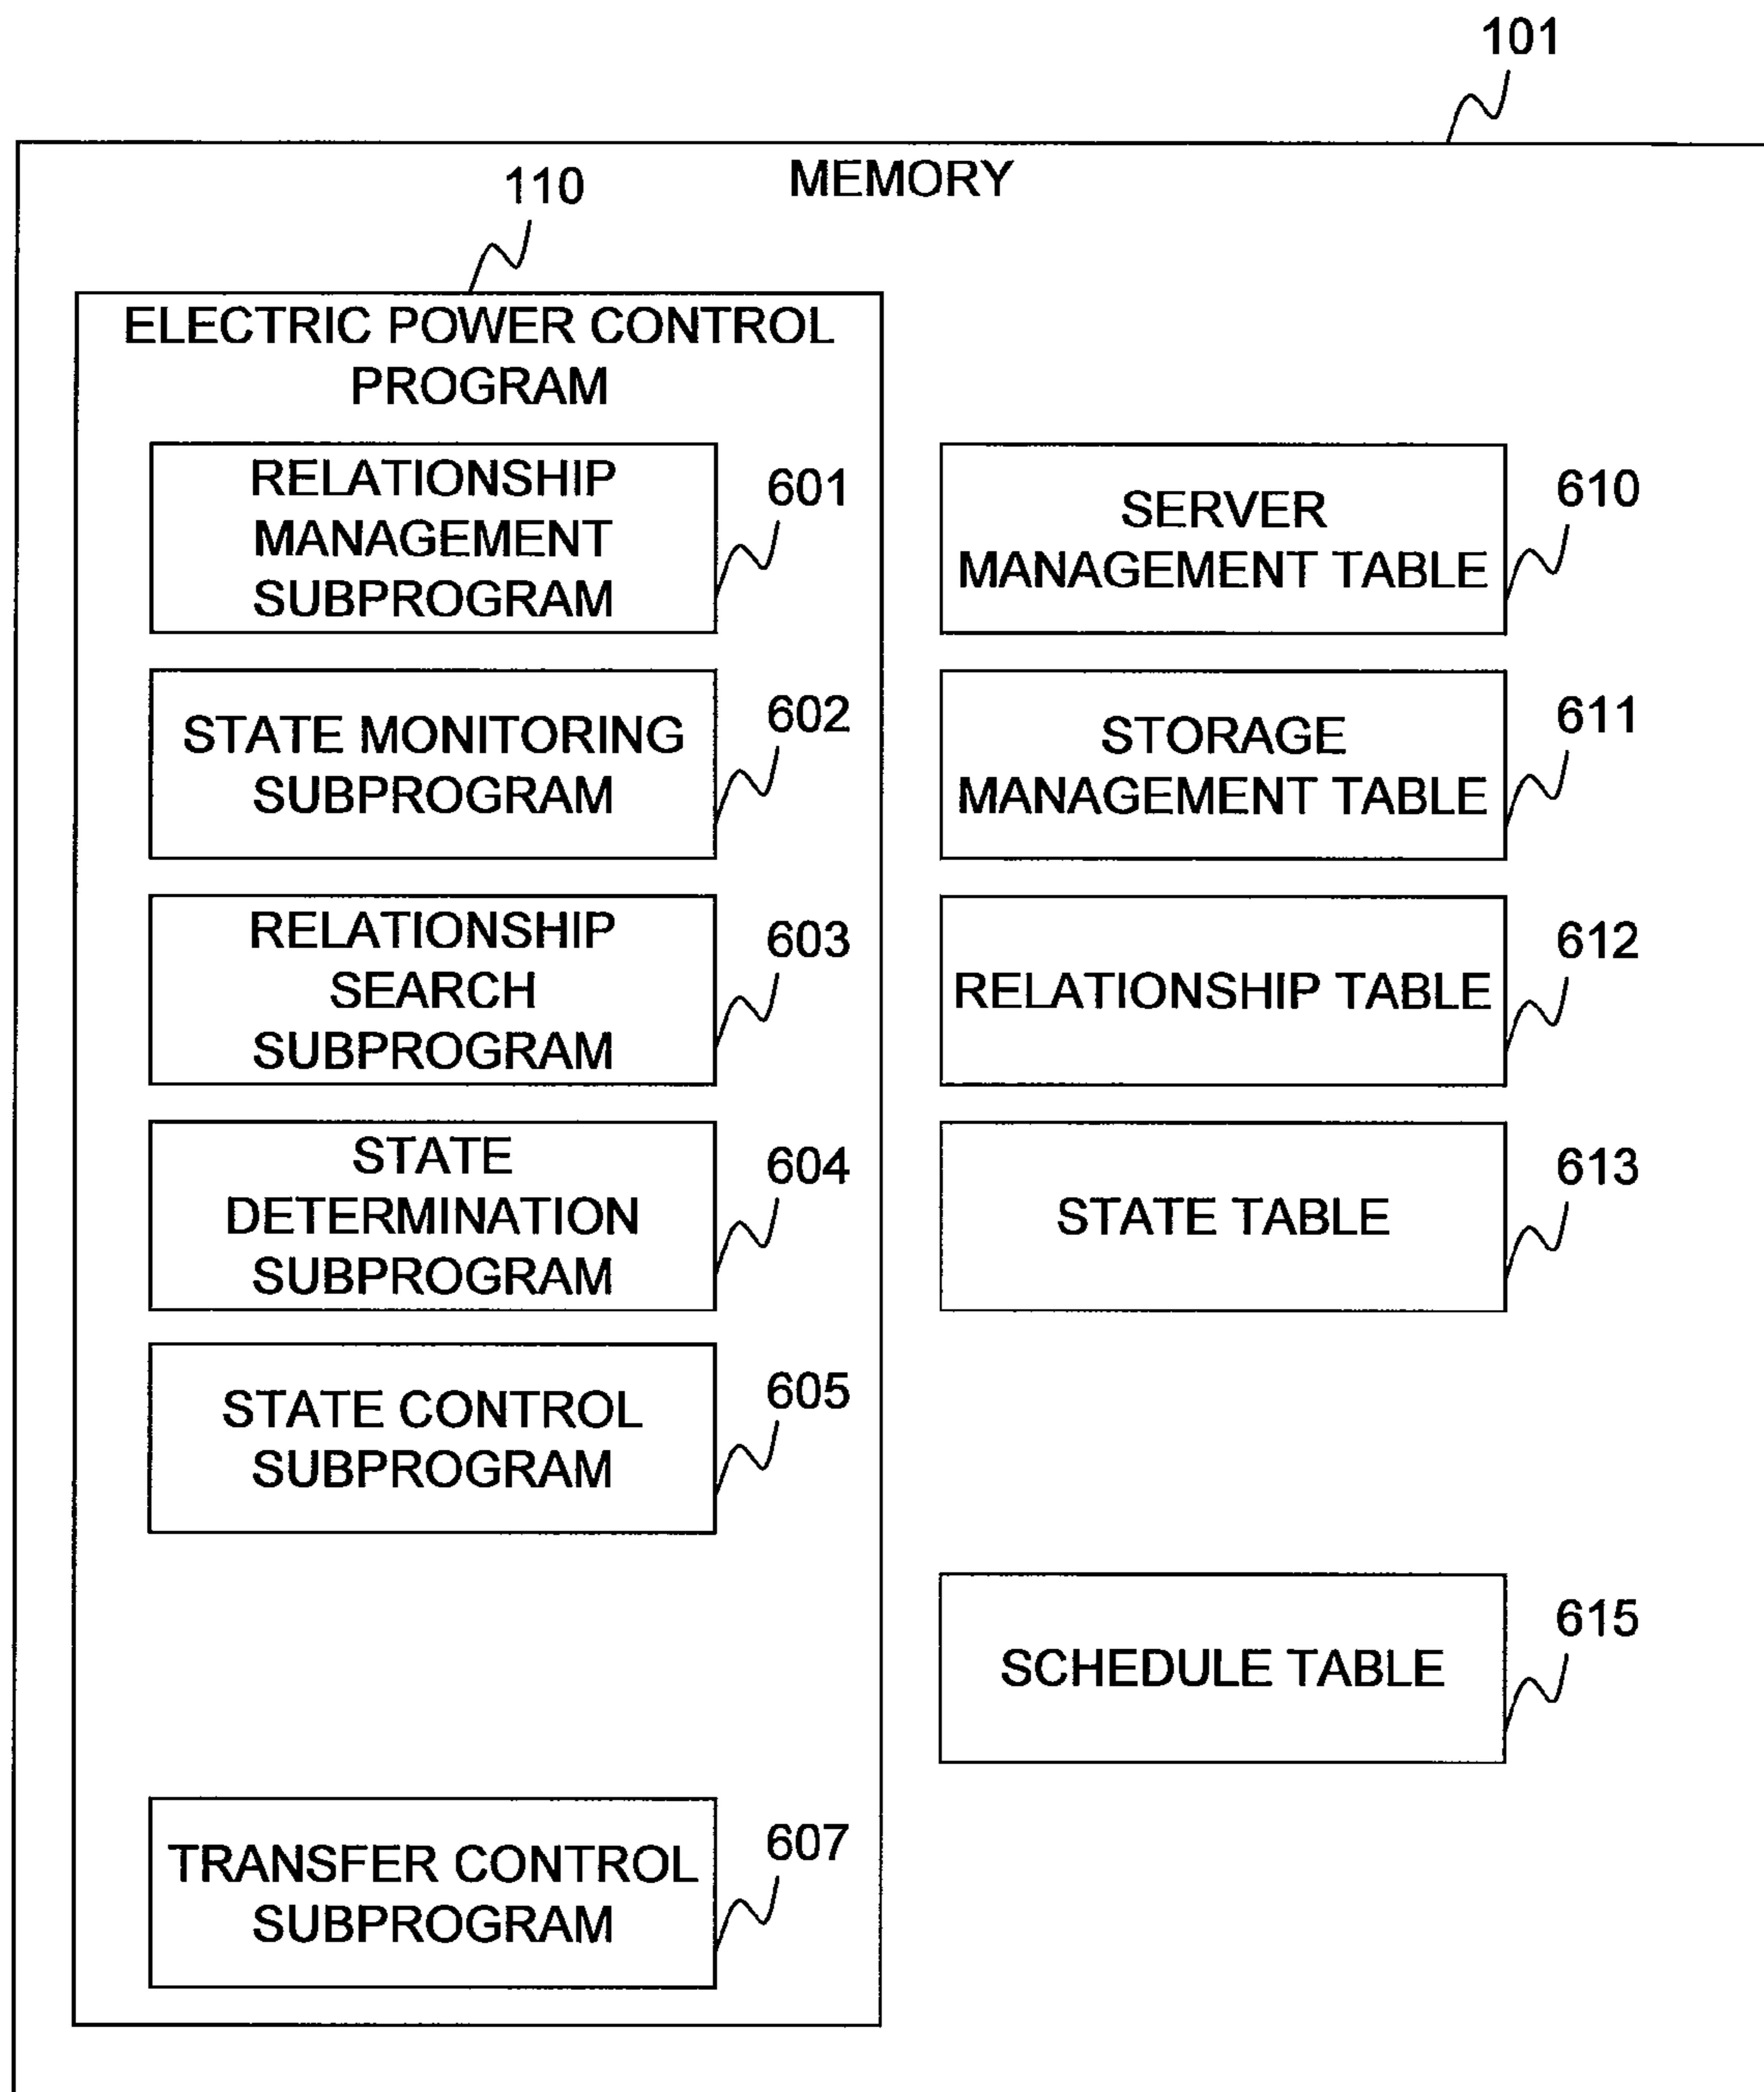 101
MEMORY
110
ELECTRIC POWER CONTROL
PROGRAM
RELATIONSHIP
MANAGEMENT
SUBPROGRAM
601
STATE MONITORING
SUBPROGRAM
602
RELATIONSHIP
SEARCH
SUBPROGRAM
603
STATE
DETERMINATION
SUBPROGRAM
604
STATE CONTROL
SUBPROGRAM
605
TRANSFER CONTROL
SUBPROGRAM
607
SERVER
MANAGEMENT TABLE
610
STORAGE
MANAGEMENT TABLE
611
RELATIONSHIP TABLE
612
STATE TABLE
613
SCHEDULE TABLE
615